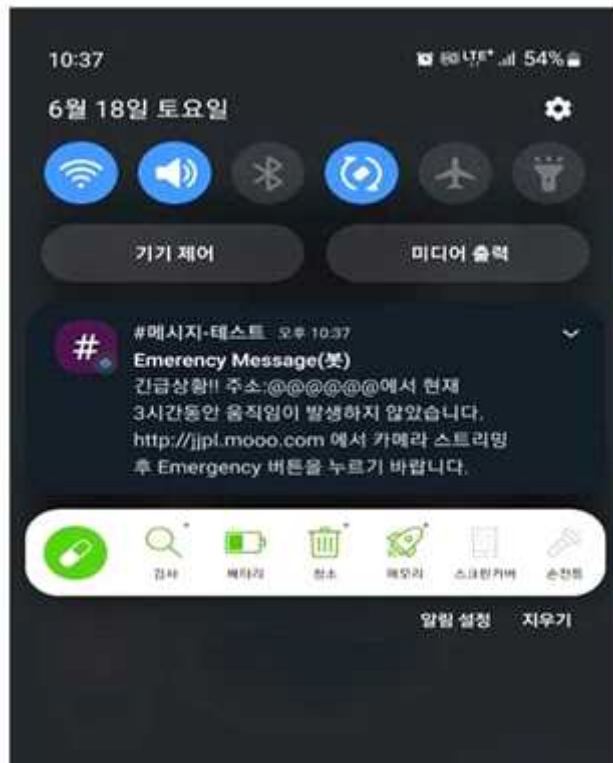 10:37
LTE+ 54%
6월 18일 토요일
기기 제어
미디어 출력
#메시지-테스트 오후 10:37
Emerency Message(봇)
긴급상황!! 주소:@@@@@@에서 현재
3시간동안 움직임이 발생하지 않았습니다.
http://jjpl.mooo.com 에서 카메라 스트리밍
후 Emergency 버튼을 누르기 바랍니다.
검사 배터리 청소 메모리 스크린커버 손전등
알림 설정 지우기